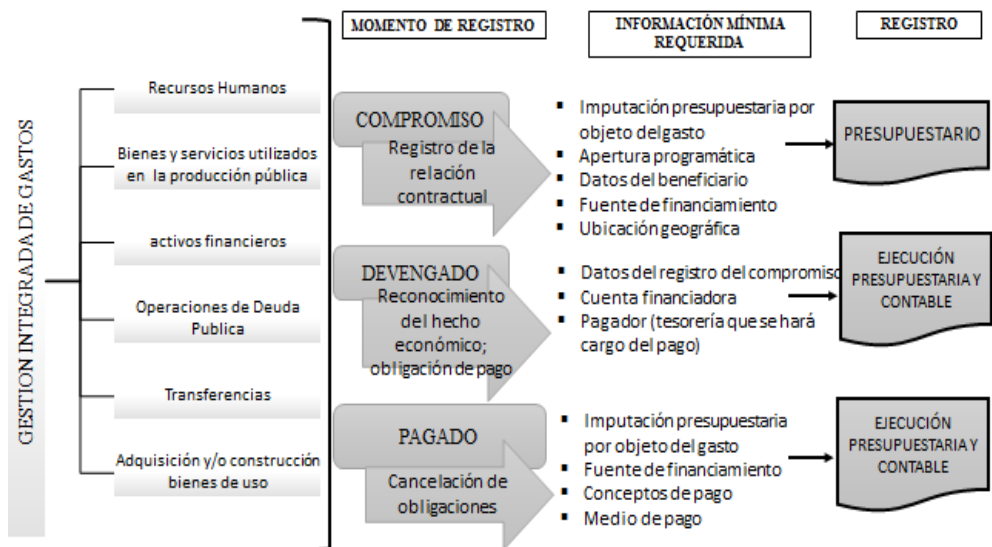 MOMENTO DE REGISTRO
INFORMACIÓN MÍNIMA
REQUERIDA
REGISTRO
GESTION INTEGRADA DE GASTOS
Recursos Humanos
Bienes y servicios utilizados
en la producción pública
activos financieros
Operaciones de Deuda
Publica
Transferencias
Adquisición y/o construcción
bienes de uso
COMPROMISO
Registro de la
relación
contractual
▪ Imputación presupuestaria por
objeto del gasto
▪ Apertura programática
▪ Datos del beneficiario
▪ Fuente de financiamiento
▪ Ubicación geográfica
PRESUPUESTARIO
DEVENGADO
Reconocimiento
del hecho
económico;
obligación de pago
▪ Datos del registro del compromiso
▪ Cuenta financiadora
▪ Pagador (tesorería que se hará
cargo del pago)
EJECUCIÓN
PRESUPUESTARIA Y
CONTABLE
PAGADO
Cancelación de
obligaciones
▪ Imputación presupuestaria
por objeto del gasto
▪ Fuente de financiamiento
▪ Conceptos de pago
▪ Medio de pago
EJECUCIÓN
PRESUPUESTARIA Y
CONTABLE